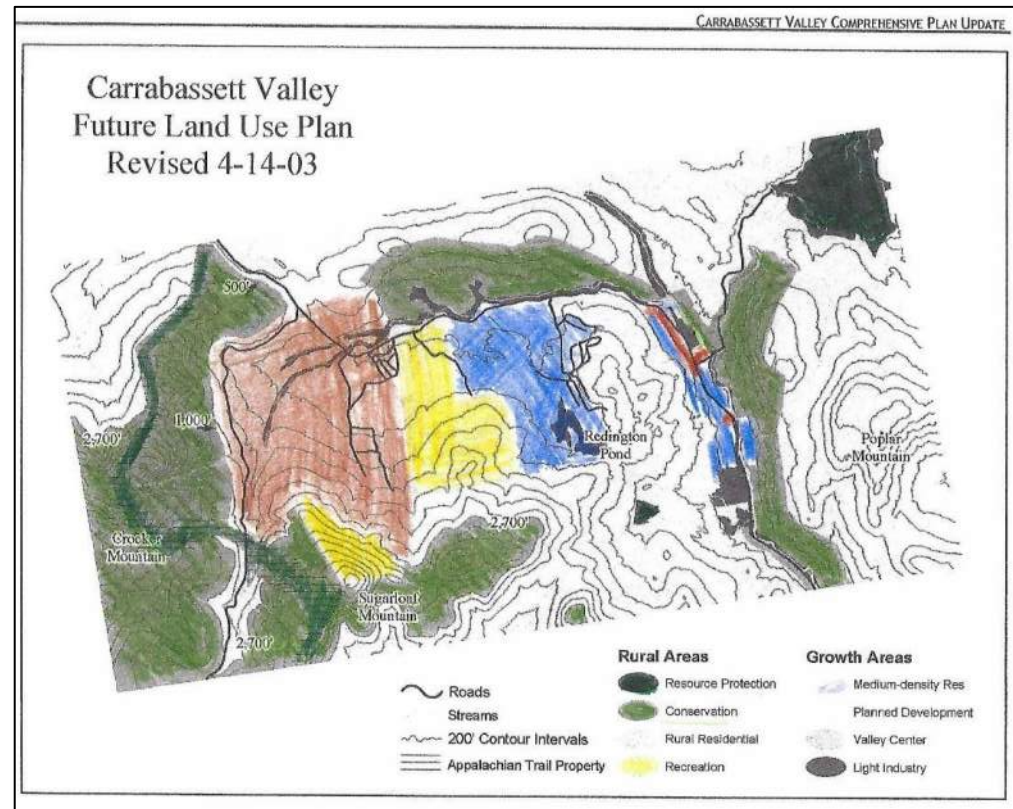 CARRABASSETT VALLEY COMPREHENSIVE PLAN UPDATE
Carrabassett Valley
Future Land Use Plan
Revised 4-14-03
500'
1,000'
2,700'
Redington
Pond
Poplar
Mountain
2,700'
Crocker
Mountain
Sugarloaf
Mountain
2,700'
Roads
Streams
200' Contour Intervals
Appalachian Trail Property
Rural Areas
Resource Protection
Conservation
Rural Residential
Recreation
Growth Areas
Medium-density Res
Planned Development
Valley Center
Light Industry